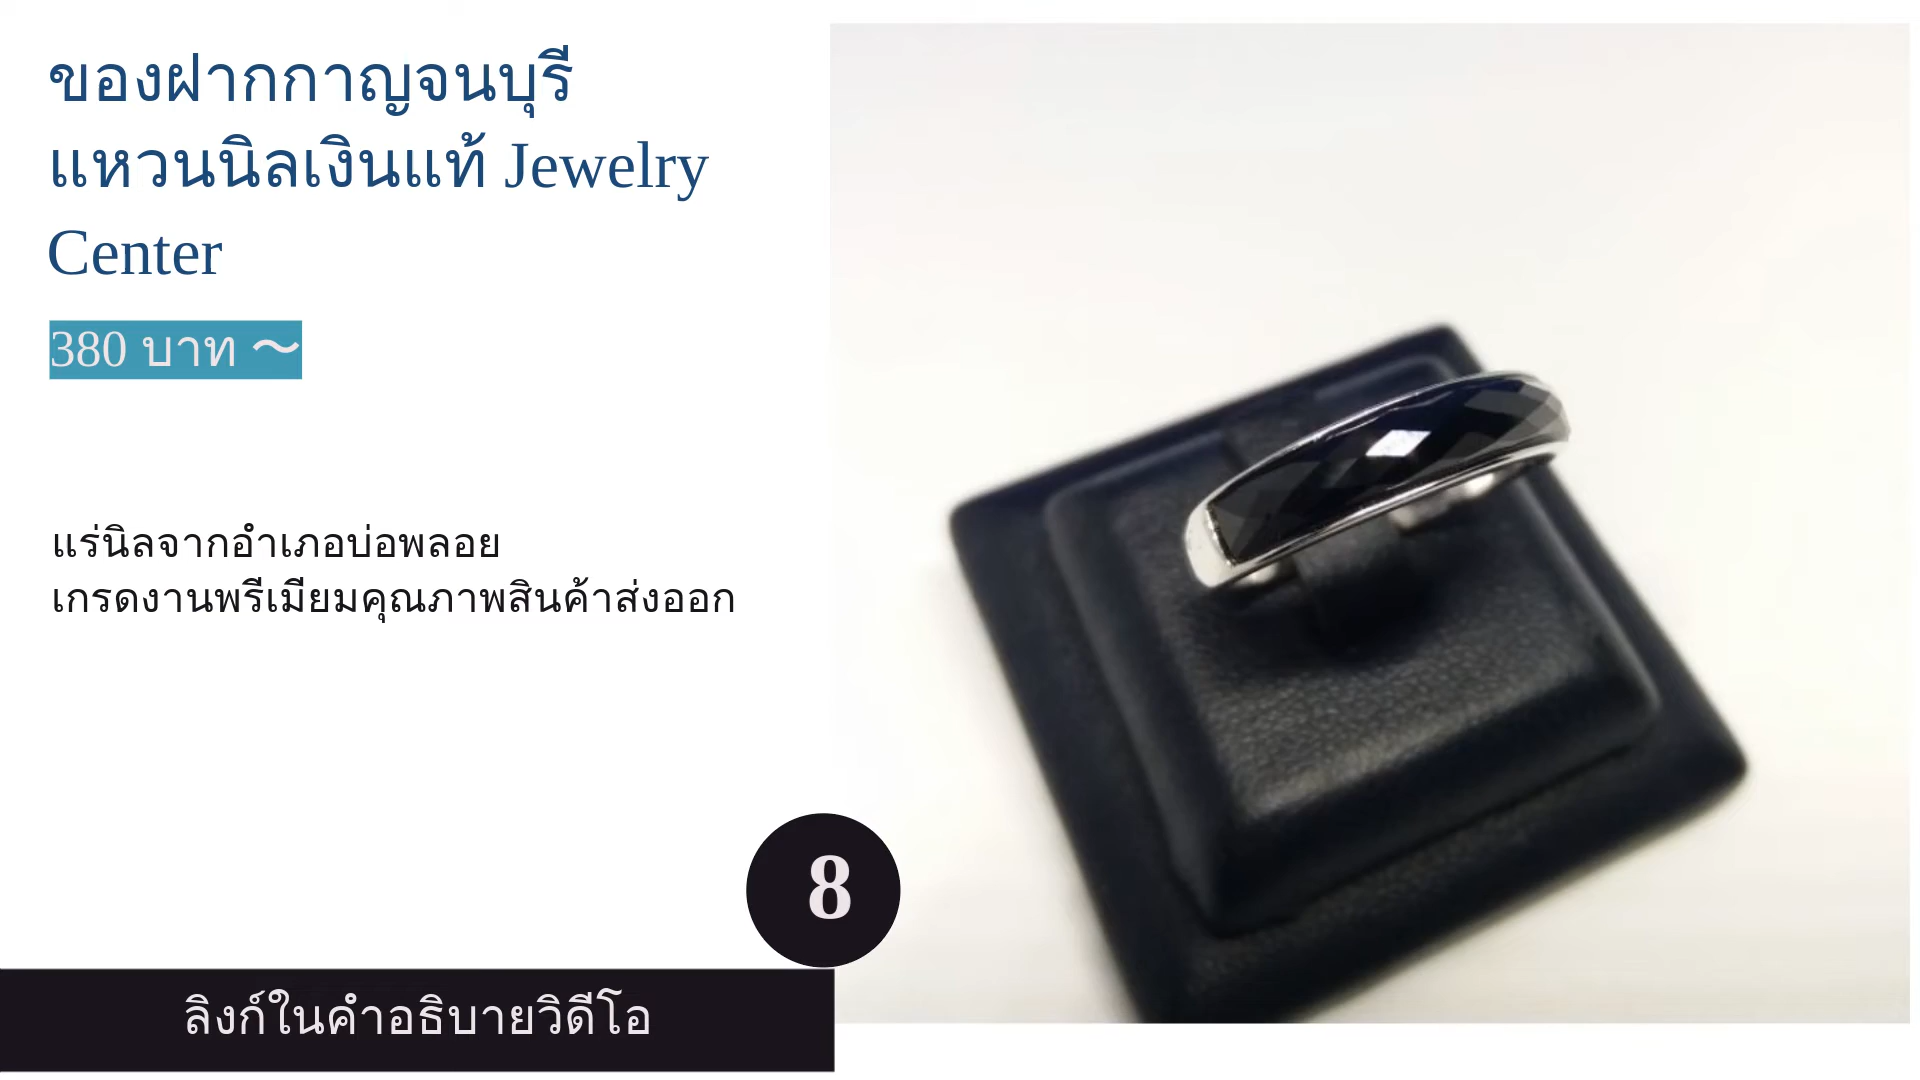 ของฝากกาญจนบุรี
แหวนนิลเงินแท้ Jewelry
Center
380 บาท ～
แร่นิลจากอำเภอบ่อพลอย
เกรดงานพรีเมียมคุณภาพสินค้าส่งออก
8
ลิงก์ในคำอธิบายวิดีโอ